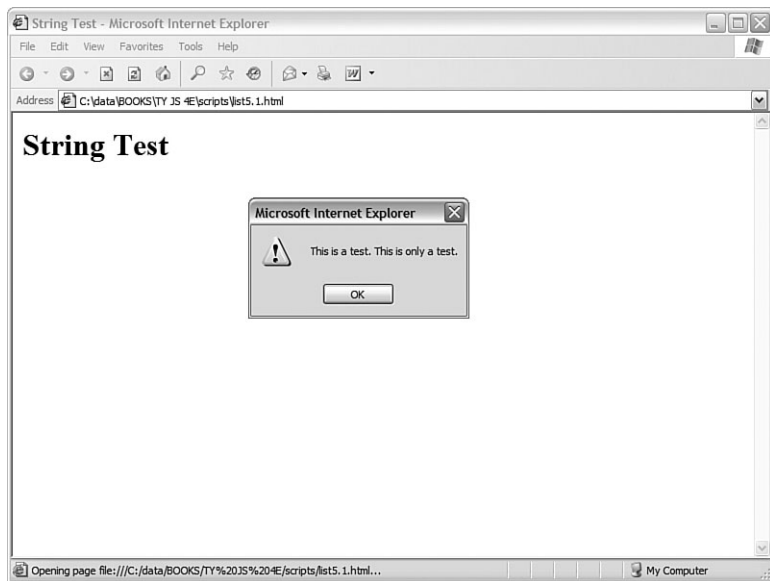 String Test - Microsoft Internet Explorer
File Edit View Favorites Tools Help
Address C:\data\BOOKS\TY JS 4E\scripts\list5.1.html
String Test
Microsoft Internet Explorer
This is a test. This is only a test.
OK
Opening page file:///C:/data/BOOKS/TY%20JS%204E/scripts/list5.1.html...
My Computer